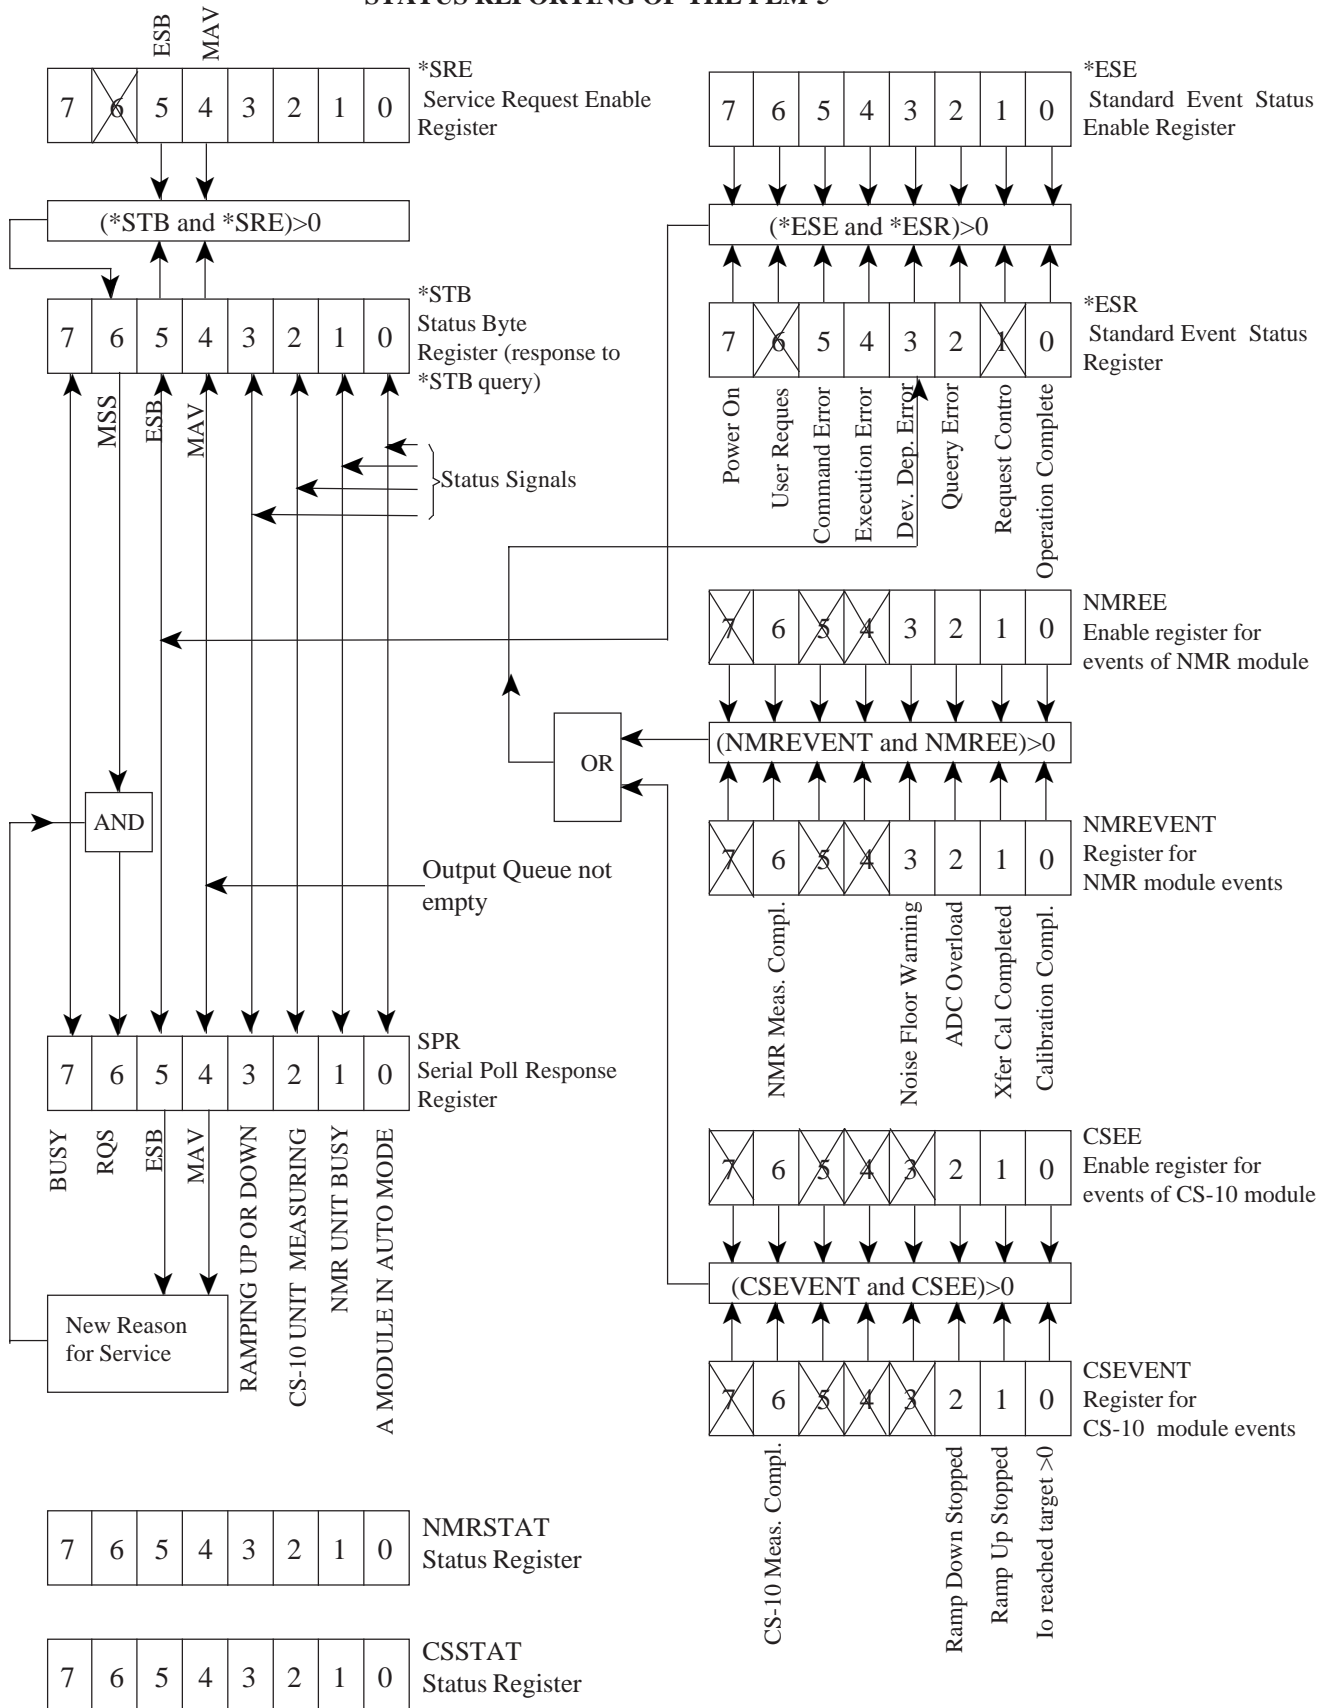 ESB
MAV
7 6 5 4 3 2 1 0
*SRE
Service Request Enable
Register
(*STB and *SRE)>0
7 6 5 4 3 2 1 0
*STB
Status Byte
Register (response to
*STB query)
MSS
ESB
MAV
Status Signals
AND
Output Queue not
empty
7 6 5 4 3 2 1 0
SPR
Serial Poll Response
Register
BUSY
RQS
ESB
MAV
RAMPING UP OR DOWN
CS-10 UNIT MEASURING
NMR UNIT BUSY
A MODULE IN AUTO MODE
New Reason
for Service
7 6 5 4 3 2 1 0
NMRSTAT
Status Register
7 6 5 4 3 2 1 0
CSSTAT
Status Register
7 6 5 4 3 2 1 0
*ESE
Standard Event Status
Enable Register
(*ESE and *ESR)>0
7 6 5 4 3 2 1 0
*ESR
Standard Event Status
Register
Power On
User Reques
Command Error
Execution Error
Dev. Dep. Error
Queery Error
Request Contro
Operation Complete
7 6 5 4 3 2 1 0
NMREE
Enable register for
events of NMR module
OR
(NMREVENT and NMREE)>0
7 6 5 4 3 2 1 0
NMREVENT
Register for
NMR module events
NMR Meas. Compl.
Noise Floor Warning
ADC Overload
Xfer Cal Completed
Calibration Compl.
7 6 5 4 3 2 1 0
CSEE
Enable register for
events of CS-10 module
(CSEVENT and CSEE)>0
7 6 5 4 3 2 1 0
CSEVENT
Register for
CS-10 module events
CS-10 Meas. Compl.
Ramp Down Stopped
Ramp Up Stopped
Io reached target >0